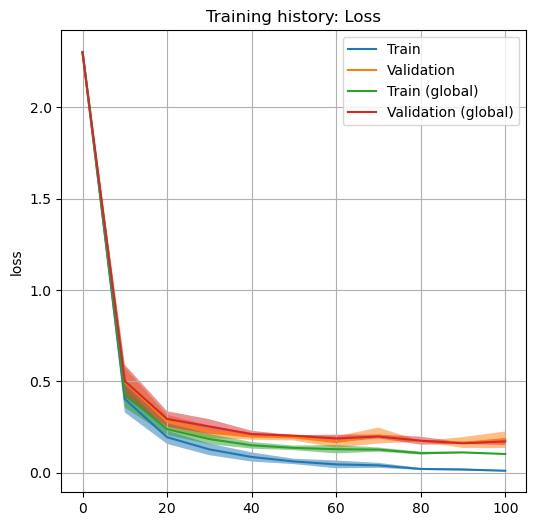 Training history: Loss
Train
Validation
Train (global)
Validation (global)
loss
2.0
1.5
1.0
0.5
0.0
0 20 40 60 80 100